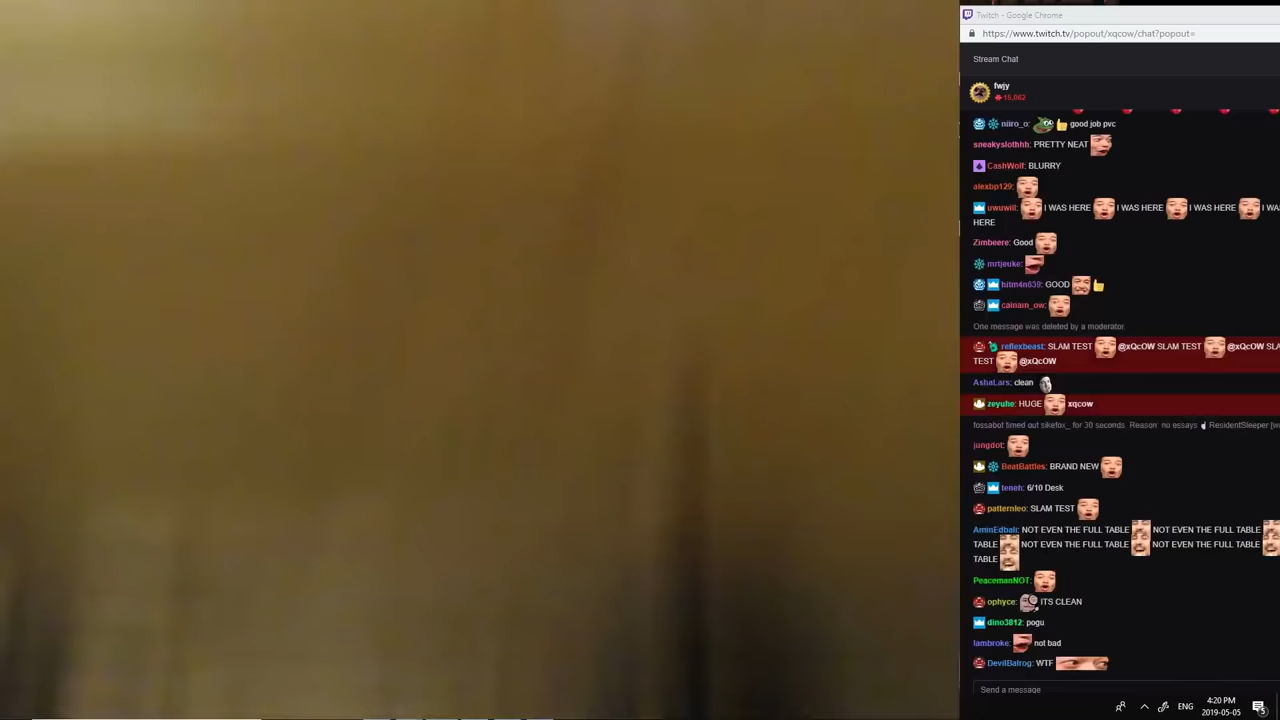 Twitch - Google Chrome
https://www.twitch.tv/popout/xqcow/chat?popout=
Stream Chat
fwjy
15,062
niiro_o: good job pvc
sneakyslothhh: PRETTY NEAT
CashWolf: BLURRY
alexbp129:
uwuwill: I WAS HERE I WAS HERE I WAS HERE I WAS
HERE
Zimbeere: Good
mrtjeuke:
hitm4n639: GOOD
cainam_ow:
One message was deleted by a moderator.
reflexbeast: SLAM TEST @xQcOW SLAM TEST @xQcOW SLA
TEST @xQcOW
AshaLars: clean
zeyuhe: HUGE xqcow
fossabot timed out sikefox_ for 30 seconds. Reason: no essays ResidentSleeper [w
jungdot:
BeatBattles: BRAND NEW
teneh: 6/10 Desk
patternleo: SLAM TEST
AminEdbali: NOT EVEN THE FULL TABLE NOT EVEN THE FULL TABLE
TABLE NOT EVEN THE FULL TABLE NOT EVEN THE FULL TABLE
TABLE
PeacemanNOT:
ophyce: ITS CLEAN
dino3812: pogu
lambroke: not bad
DevilBalrog: WTF
Send a message
ENG
4:20 PM
2019-05-05
5